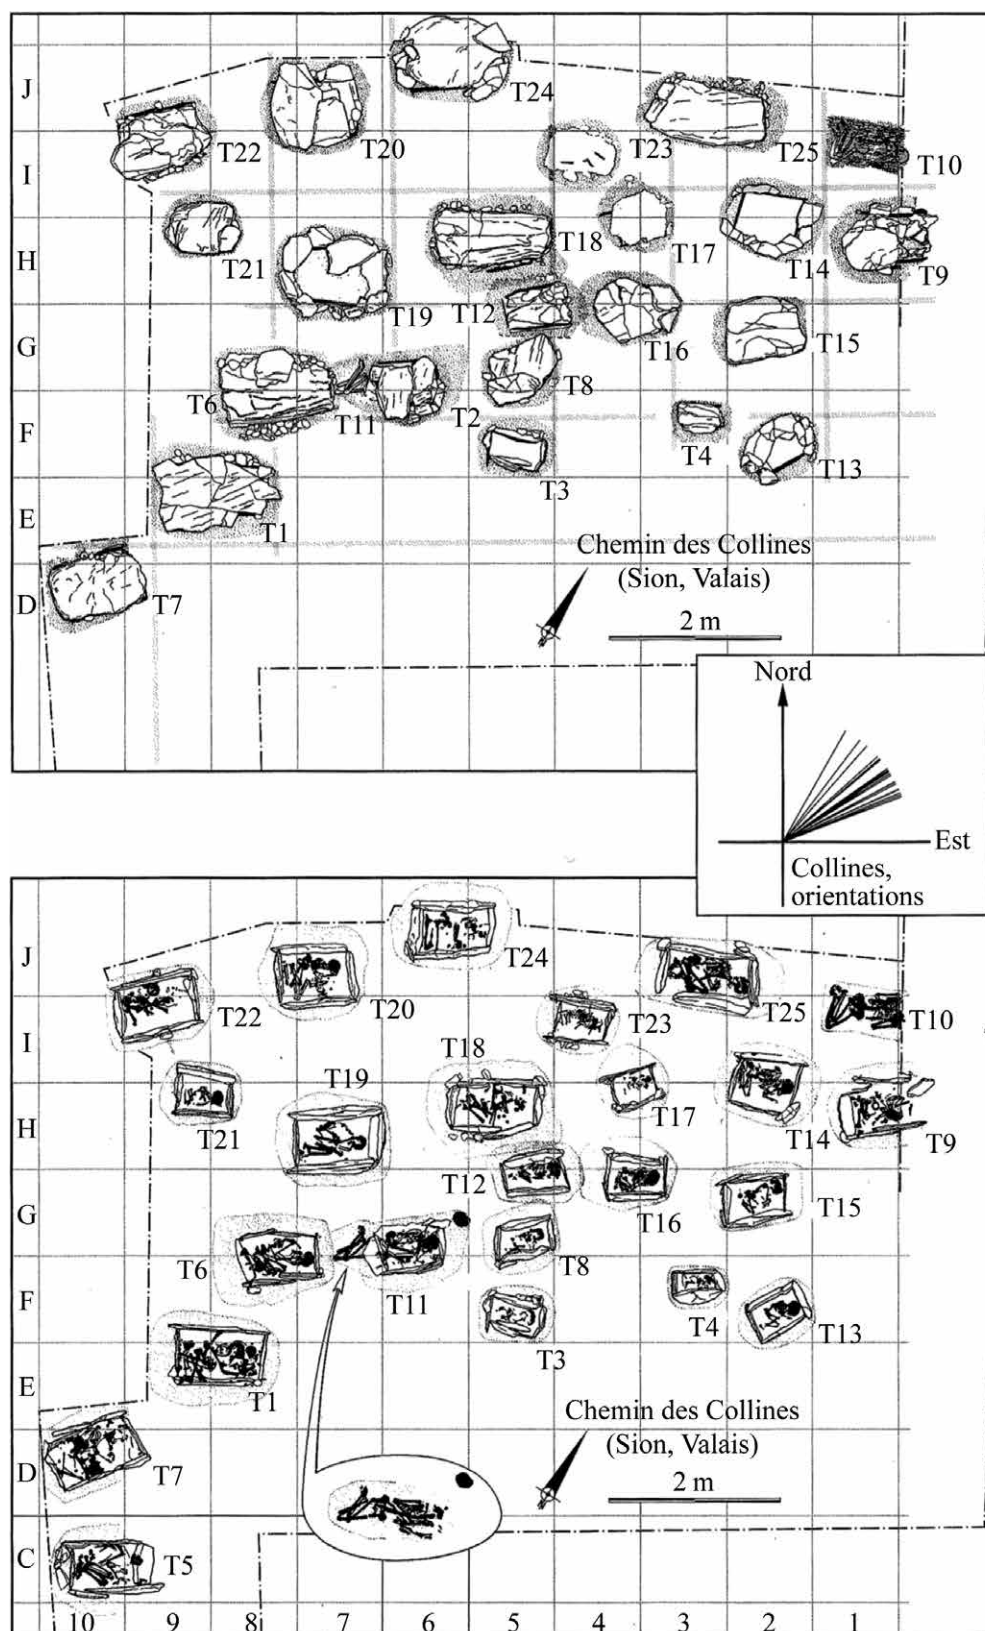 J
T24
T22
T20
T23
T25
T10
I
T21
T18
T17
T14
T9
H
T19
T12
T16
T15
G
T6
T11
T2
T8
F
T3
T4
T13
E
T1
Chemin des Collines
(Sion, Valais)
2 m
D
T7
Nord
Est
Collines,
orientations
J
T24
T22
T20
T23
T25
T10
I
T18
T19
T21
T17
T14
T9
H
T12
T16
T15
G
T6
T11
T8
F
T3
T4
T13
E
T1
Chemin des Collines
(Sion, Valais)
2 m
D
T7
C
T5
10 9 8 7 6 5 4 3 2 1